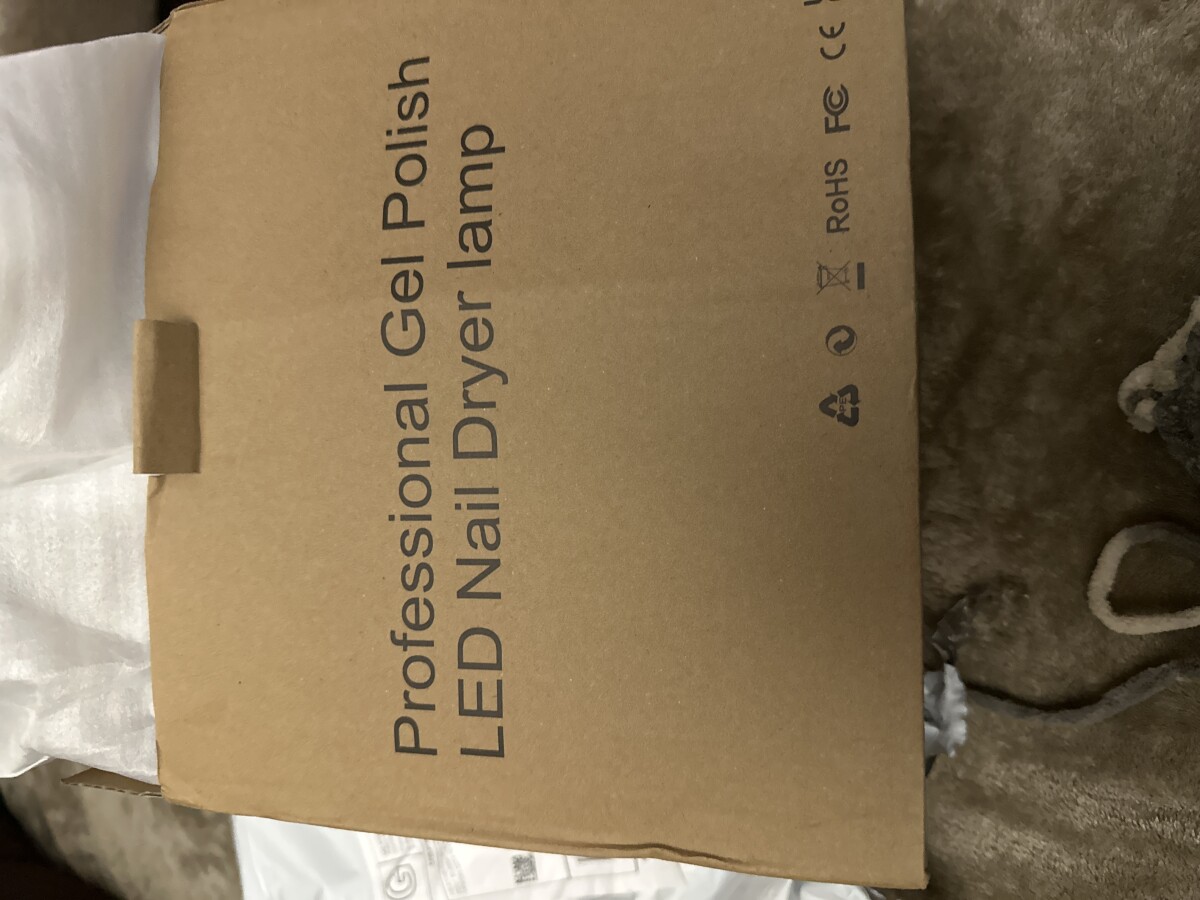 Professional Gel Polish
LED Nail Dryer lamp
RoHS FC CE
G